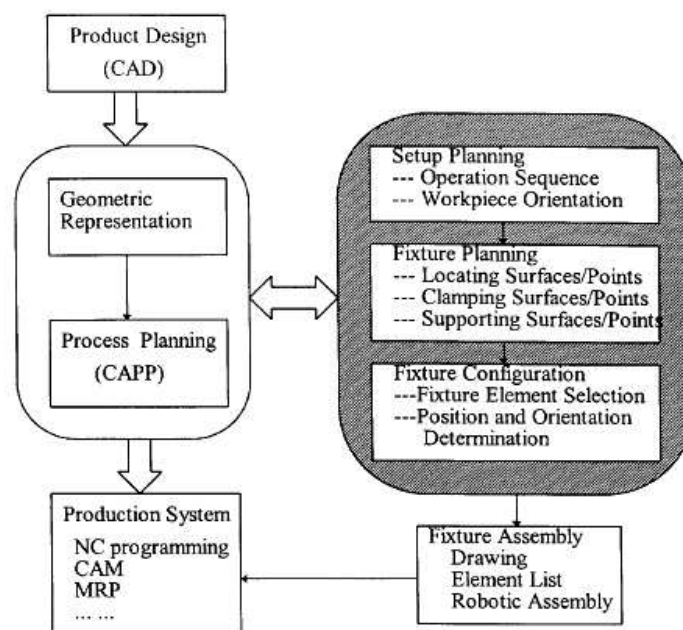 Product Design
(CAD)
Geometric
Representation
Process Planning
(CAPP)
Production System
NC programming
CAM
MRP
... ...
Setup Planning
--- Operation Sequence
--- Workpiece Orientation
Fixture Planning
--- Locating Surfaces/Points
--- Clamping Surfaces/Points
--- Supporting Surfaces/Points
Fixture Configuration
---Fixture Element Selection
---Position and Orientation
Determination
Fixture Assembly
Drawing
Element List
Robotic Assembly